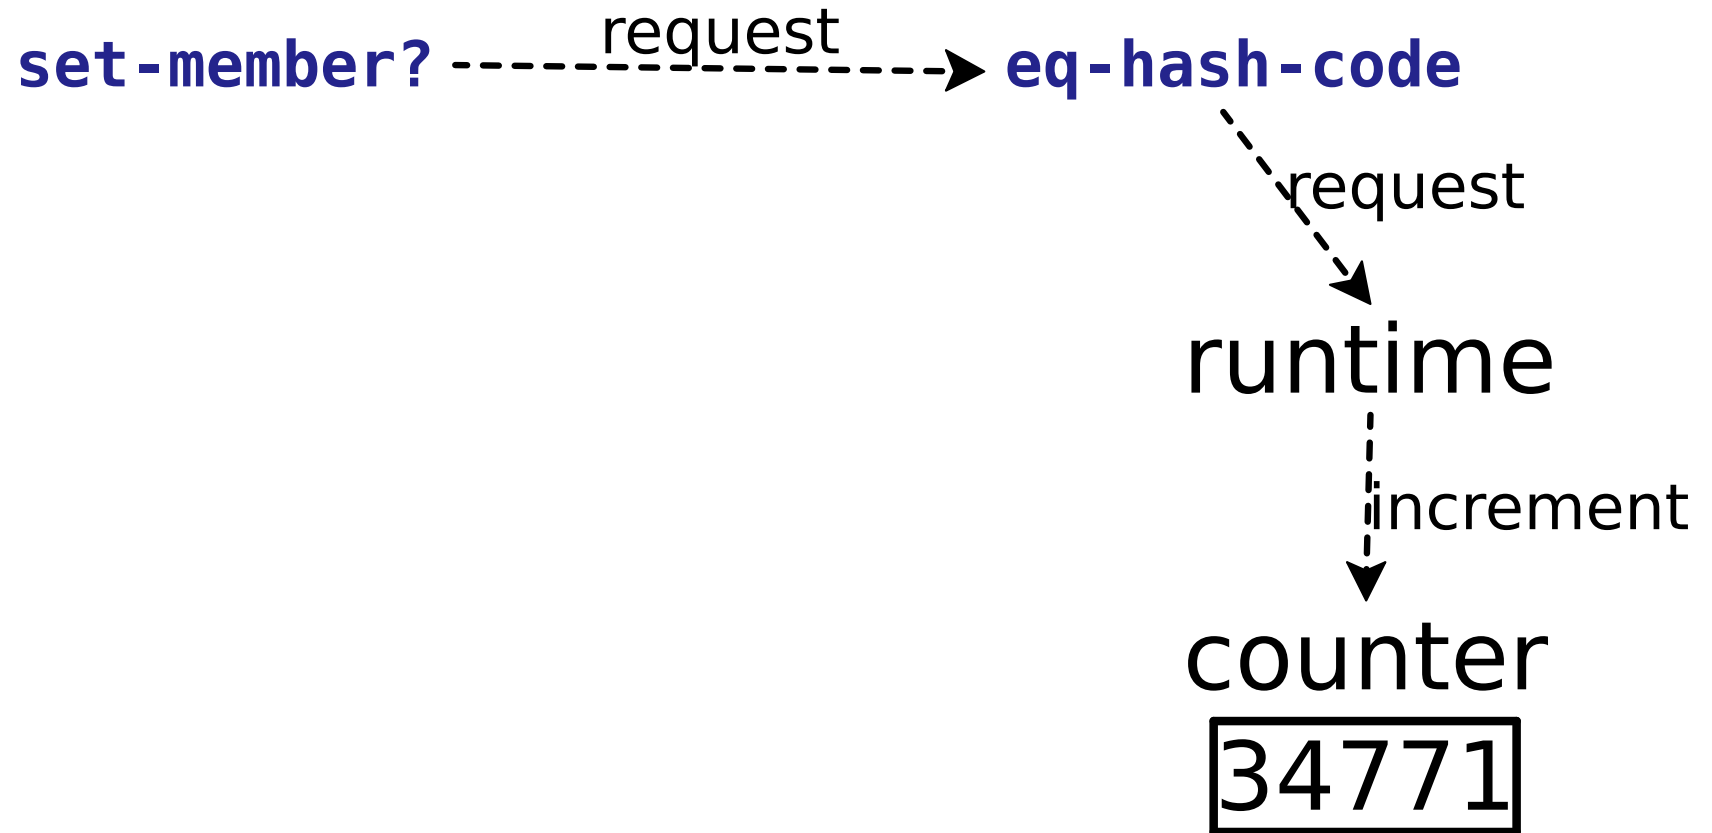 request
set-member?
eq-hash-code
request
runtime
increment
counter
34771